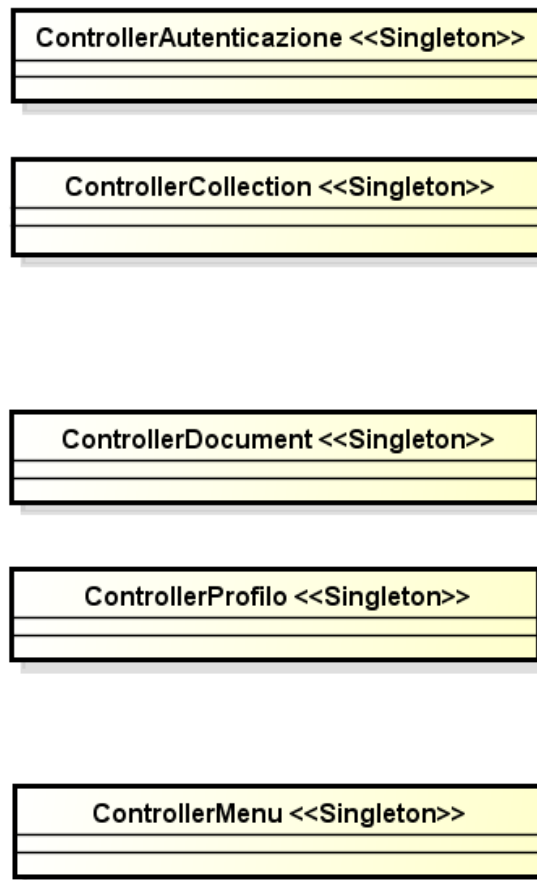 ControllerAutenticazione <<Singleton>>
ControllerCollection <<Singleton>>
ControllerDocument <<Singleton>>
ControllerProfilo <<Singleton>>
ControllerMenu <<Singleton>>